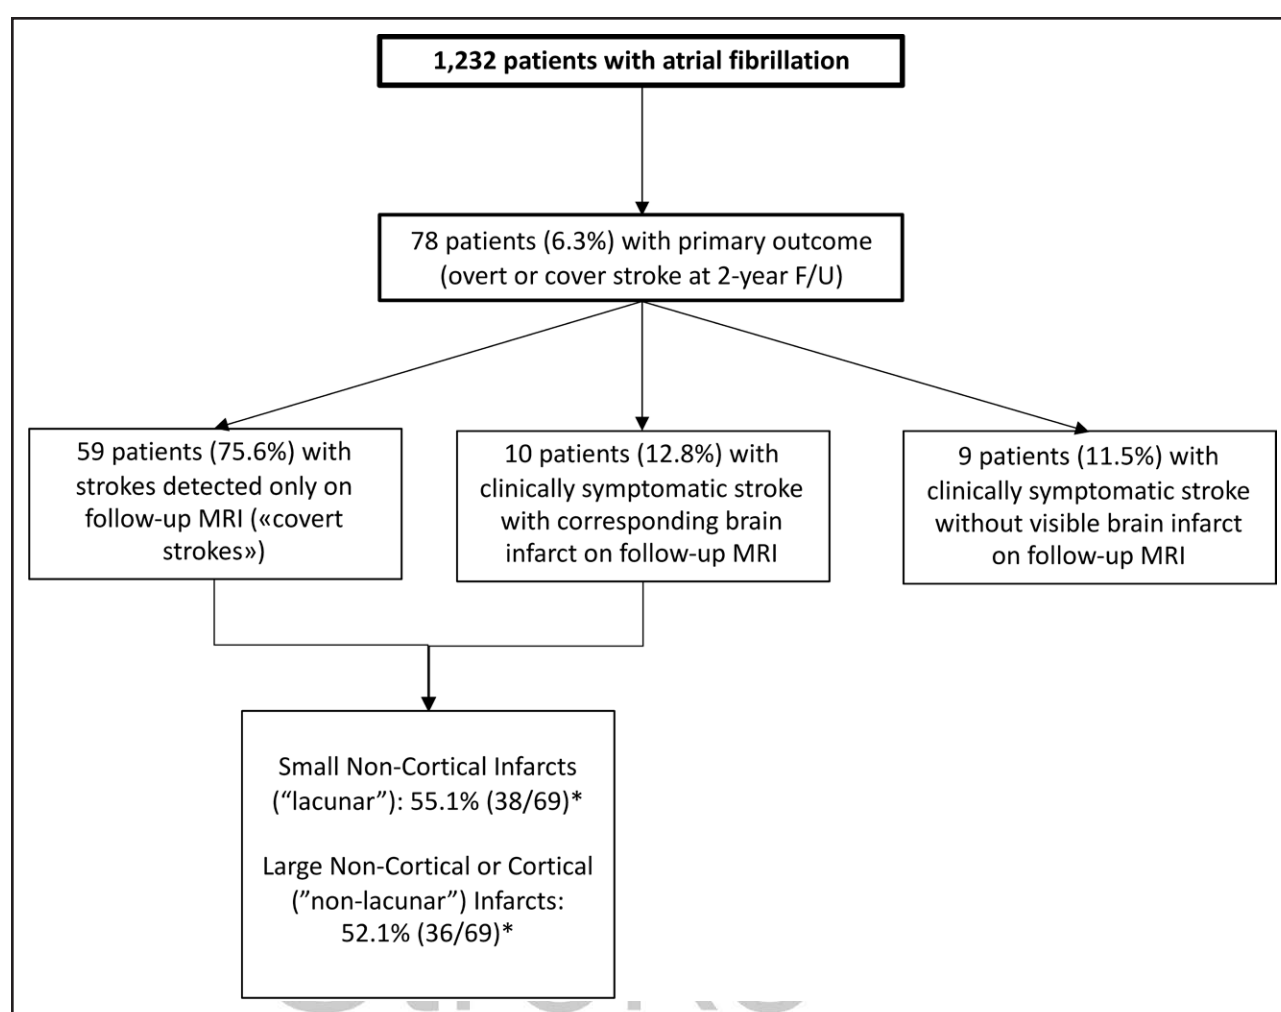 1,232 patients with atrial fibrillation
78 patients (6.3%) with primary outcome
(overt or cover stroke at 2-year F/U)
59 patients (75.6%) with
strokes detected only on
follow-up MRI («covert
strokes»)
10 patients (12.8%) with
clinically symptomatic stroke
with corresponding brain
infarct on follow-up MRI
9 patients (11.5%) with
clinically symptomatic stroke
without visible brain infarct
on follow-up MRI
Small Non-Cortical Infarcts
(“lacunar”): 55.1% (38/69)*
Large Non-Cortical or Cortical
(”non-lacunar”) Infarcts:
52.1% (36/69)*